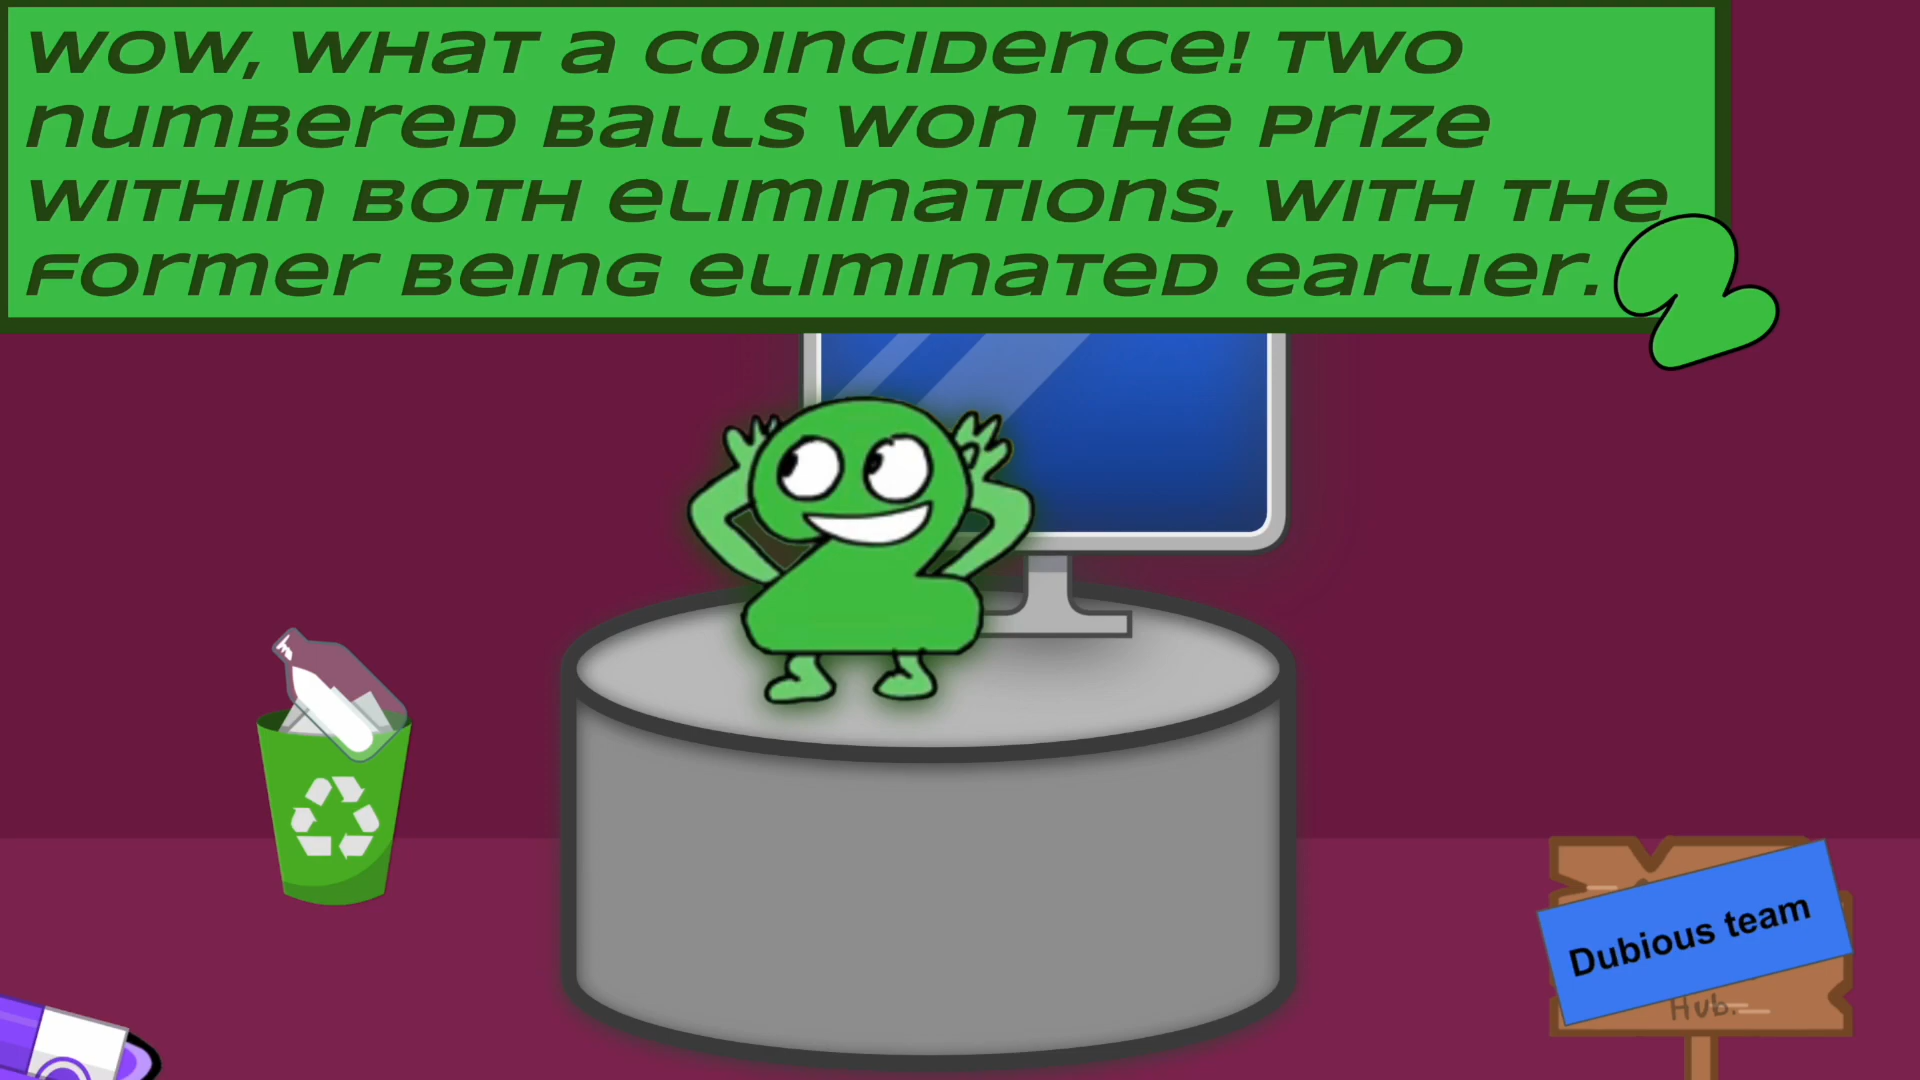 WOW, WHAT A COINCIDENCE! TWO
NUMBERED BALLS WON THE PRIZE
WITHIN BOTH ELIMINATIONS, WITH THE
FORMER BEING ELIMINATED EARLIER.
Dubious team
Hub.